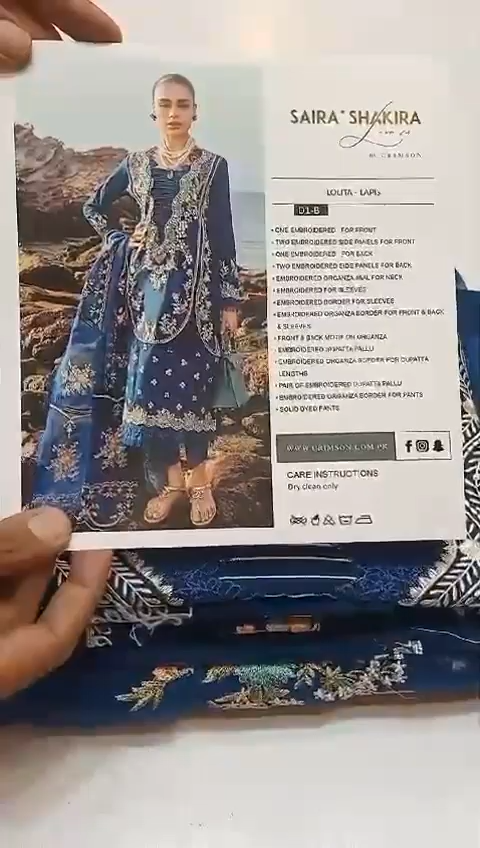 SAIRA * SHAKIRA
BY CRIMSON
LOLITA - LAPIS
D1-B
• ONE EMBROIDERED FOR FRONT
• TWO EMBROIDERED SIDE PANELS FOR FRONT
• ONE EMBROIDERED FOR BACK
• TWO EMBROIDERED SIDE PANELS FOR BACK
• EMBROIDERED ORGANZA FOR NECK
• EMBROIDERED FOR SLEEVES
• EMBROIDERED BORDER FOR SLEEVES
• EMBROIDERED ORGANZA BORDER FOR FRONT & BACK
& SLEEVES
• FRONT & BACK MOTIF ON ORGANZA
EMBROIDERED DUPATTA PALLU
EMBROIDERED ORGANZA BORDER FOR DUPATTA
LENGTHS
• PAIR OF EMBROIDERED DUPATTA PALLU
• EMBROIDERED ORGANZA BORDER FOR PANTS
• SOLID DYED PANTS
WWW.CRIMSON.COM.PK
CARE INSTRUCTIONS
Dry clean only